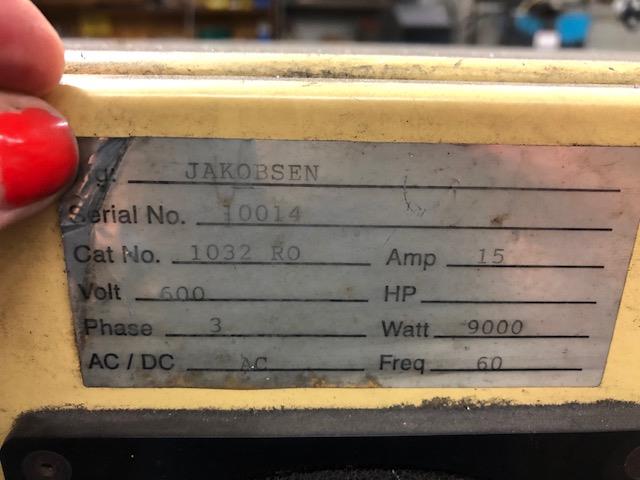 JAKOBSEN
Serial No. 10014
Cat No. 1032 RO Amp 15
Volt 600 HP
Phase 3 Watt 9000
AC / DC AC Freq 60